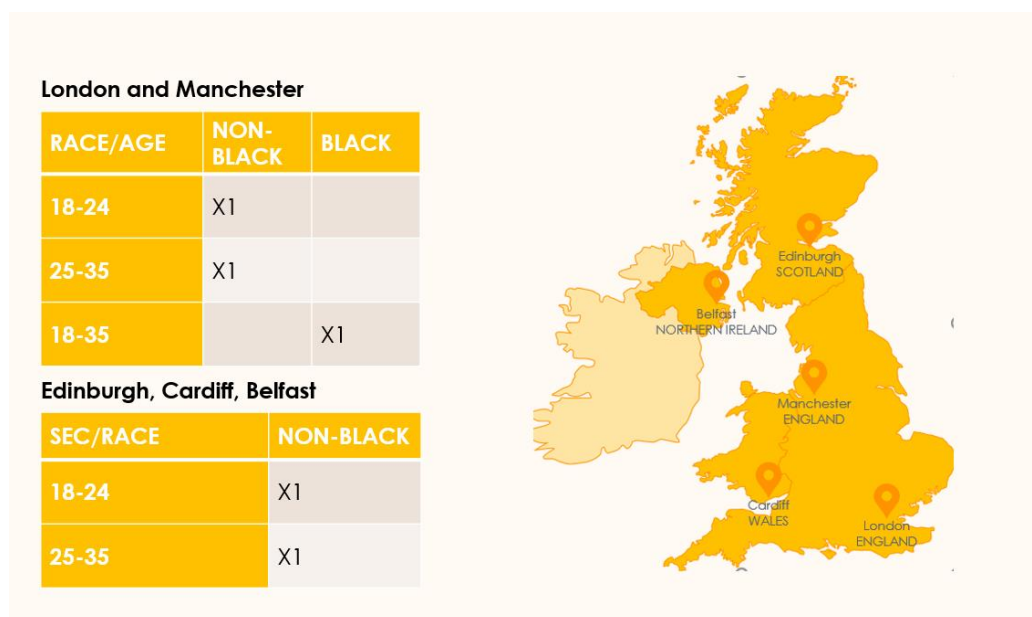 London and Manchester
RACE/AGE NON-BLACK BLACK
18-24 X1
25-35 X1
18-35 X1
Edinburgh, Cardiff, Belfast
SEC/RACE NON-BLACK
18-24 X1
25-35 X1
Edinburgh
SCOTLAND
Belfast
NORTHERN IRELAND
Manchester
ENGLAND
Cardiff
WALES
London
ENGLAND